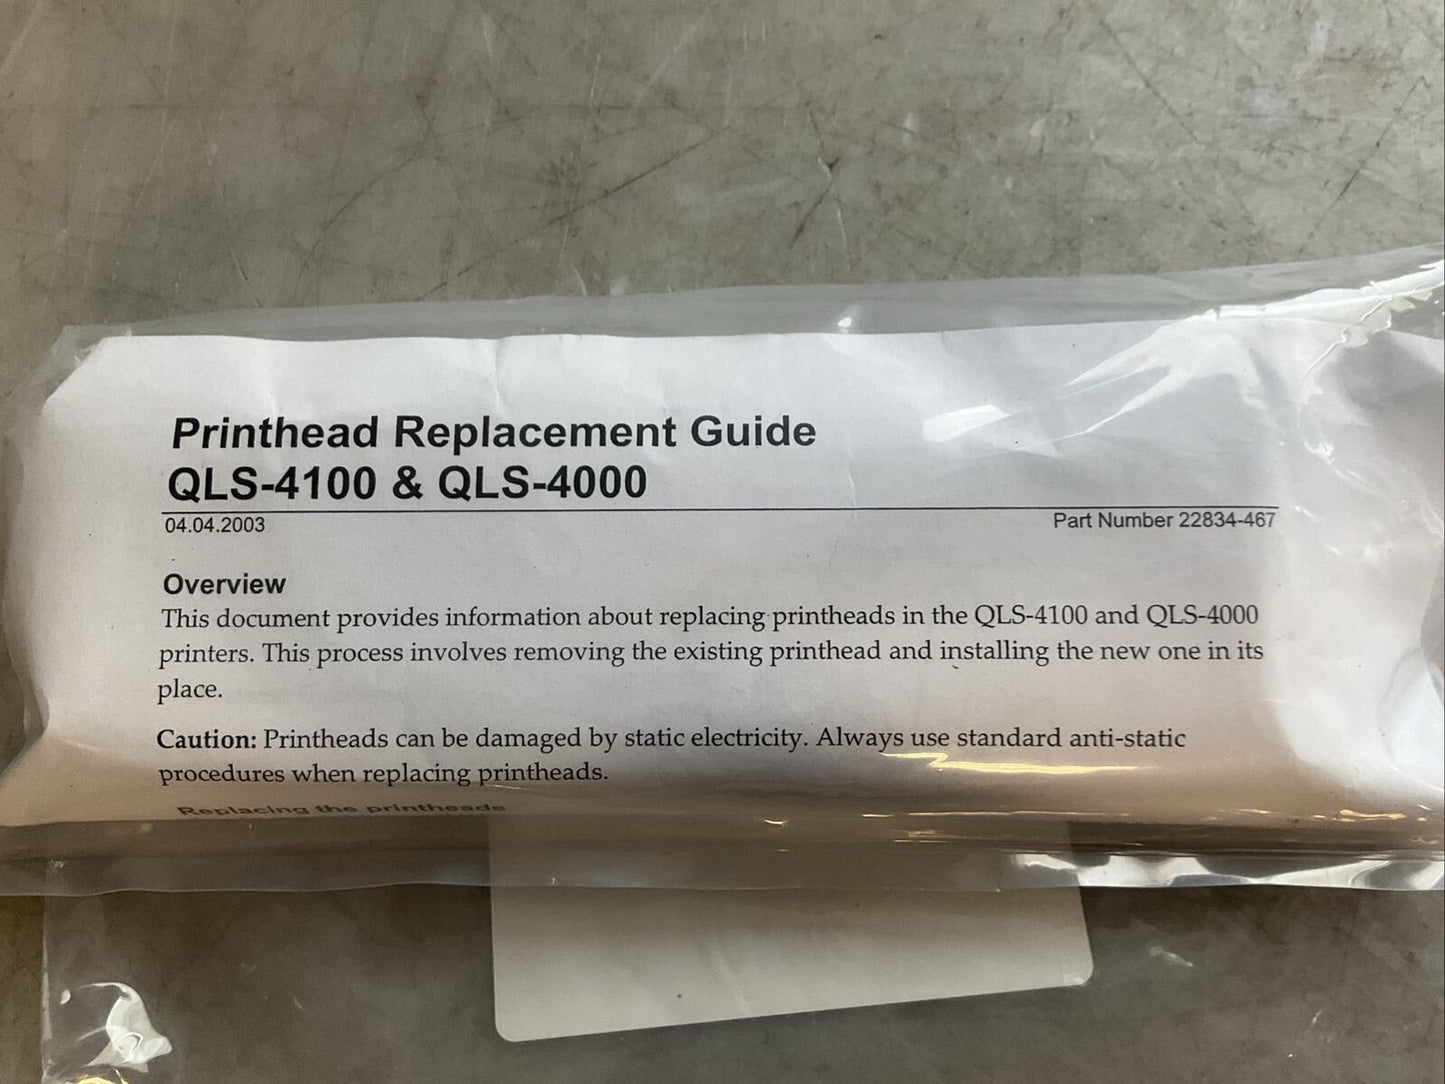 Printhead Replacement Guide
QLS-4100 & QLS-4000
04.04.2003 Part Number 22834-467
Overview
This document provides information about replacing printheads in the QLS-4100 and QLS-4000
printers. This process involves removing the existing printhead and installing the new one in its
place.
Caution: Printheads can be damaged by static electricity. Always use standard anti-static
procedures when replacing printheads.
Replacing the printheads